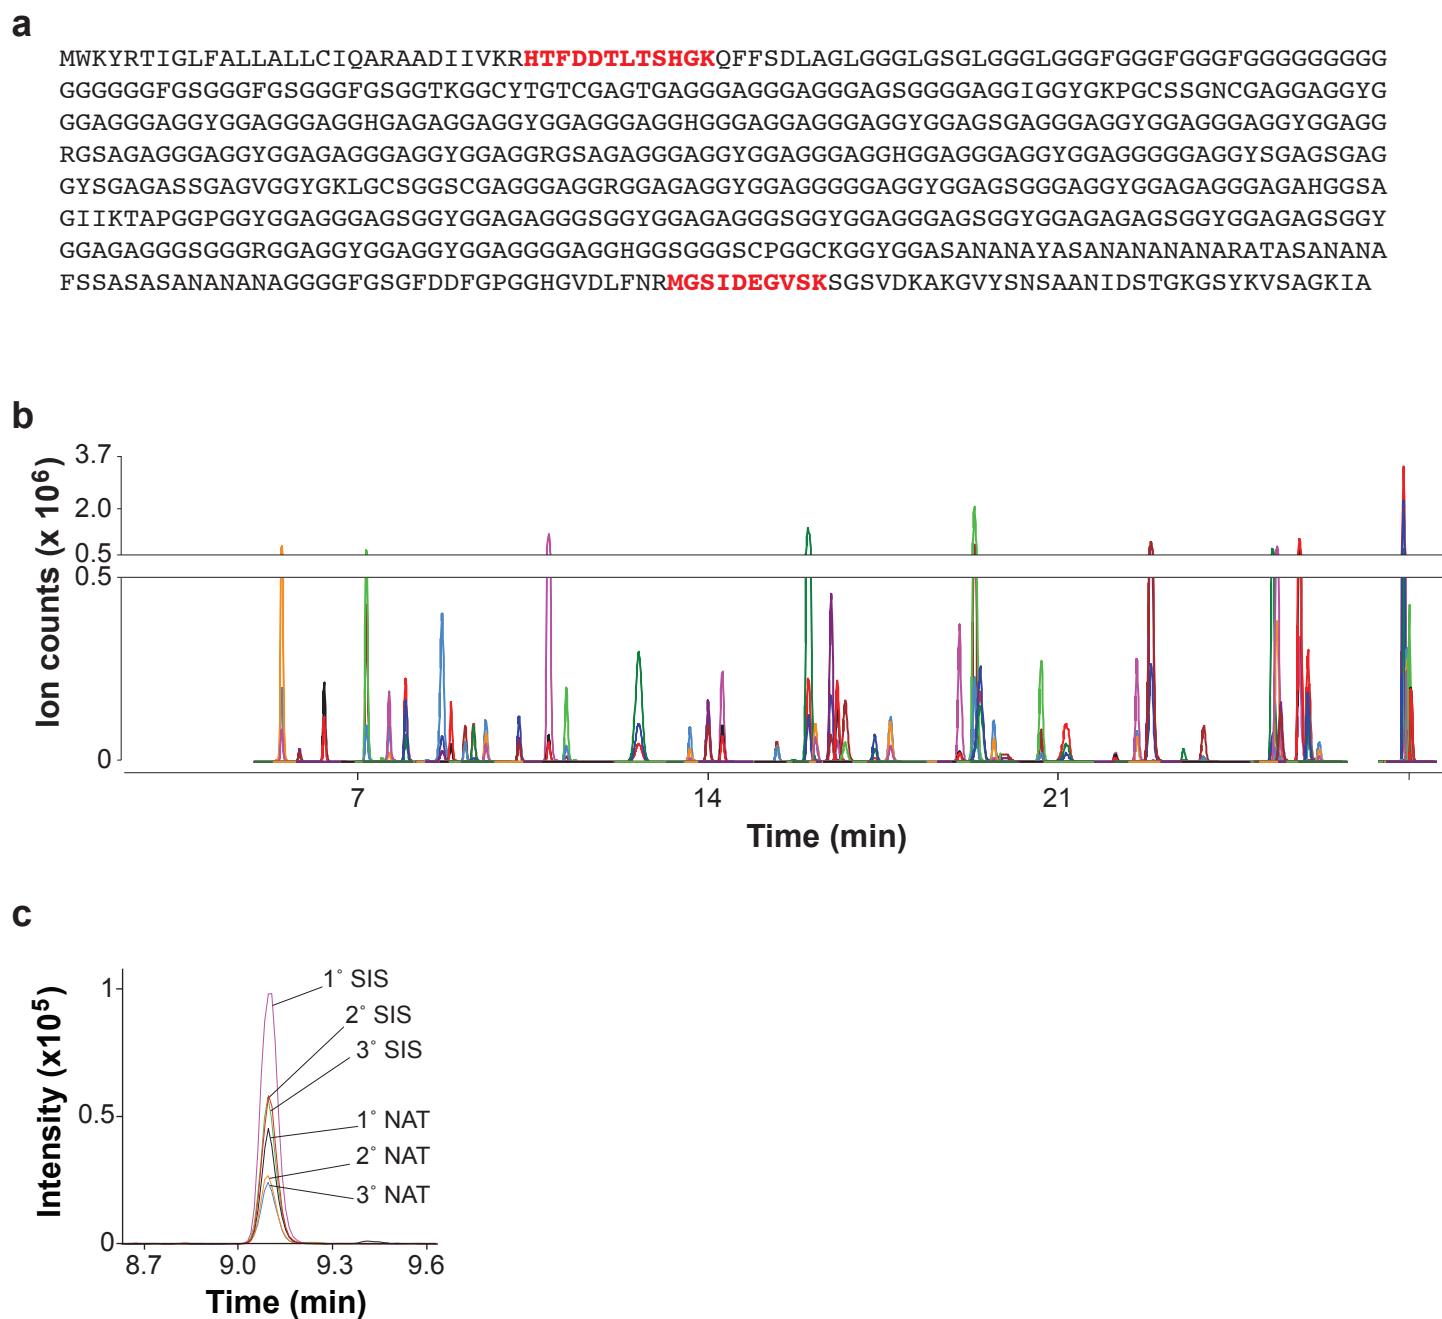 a
MWKYRTIGLFALLALLCIQARAADIIVKRHTFDDTLTSHGKQFFSDLAGLGGGLGSGLGGGLGGGFGGGFGGGFGGGGGGGGG
GGGGGGFGSGGGFGSGGGFGSGGTKGGCYTGTCGAGTGAGGGAGGGAGGGAGSGGGGAGGIGGYGKPGCSSGNCGAGGAGGYG
GGAGGGAGGYGGAGGGAGGHGAGAGGAGGYGGAGGGAGGHGGGAGGAGGGAGGYGGAGSGAGGGAGGYGGAGGGAGGYGGAGG
RGSAGAGGGAGGYGGAGAGGGAGGYGGAGGRGSAGAGGGAGGYGGAGGGAGGHGGAGGGAGGYGGAGGGGGAGGYSGAGSGAG
GYSGAGASSGAGVGGYGKLGCSGGSCGAGGGAGGRGGAGAGGYGGAGGGGGAGGYGGAGSGGGAGGYGGAGAGGGAGAHGGSA
GIIKTAPGGPGGYGGAGGGAGSGGYGGAGAGGGSGGYGGAGAGGGSGGYGGAGGGAGSGGYGGAGAGAGSGGYGGAGAGSGGY
GGAGAGGGSGGGRGGAGGYGGAGGYGGAGGGGAGGHGGSGGGSCPGGCKGGYGGASANANAYASANANANANARATASANANA
FSSASASANANANAGGGGFGSGFDDFGPGGHGVDLFNRMGSIDEGVSKSGSVDKAKGVYSNSAANIDSTGKGSYKVSAGKIA
b
Ion counts (x 10⁶)
3.7
2.0
0.5
0.5
0
7 14 21
Time (min)
c
Intensity (x10⁵)
1
0.5
0
1° SIS
2° SIS
3° SIS
1° NAT
2° NAT
3° NAT
8.7 9.0 9.3 9.6
Time (min)